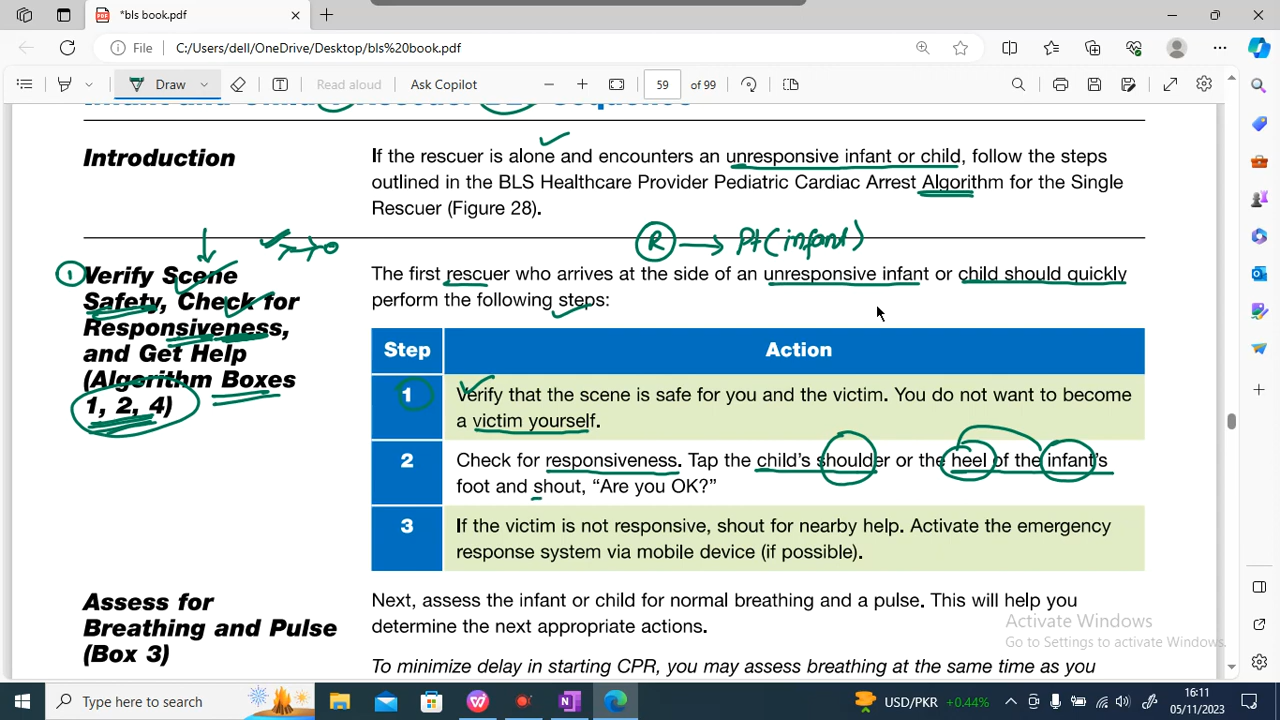 *bls book.pdf
File C:/Users/dell/OneDrive/Desktop/bls%20book.pdf
Draw Read aloud Ask Copilot 59 of 99
Infant and Child 1-Rescuer BLS Sequence
Introduction
If the rescuer is alone and encounters an unresponsive infant or child, follow the steps
outlined in the BLS Healthcare Provider Pediatric Cardiac Arrest Algorithm for the Single
Rescuer (Figure 28).
R → Pt (infant)
1 Verify Scene
Safety, Check for
Responsiveness,
and Get Help
(Algorithm Boxes
1, 2, 4)
The first rescuer who arrives at the side of an unresponsive infant or child should quickly
perform the following steps:
Step Action
1 Verify that the scene is safe for you and the victim. You do not want to become
a victim yourself.
2 Check for responsiveness. Tap the child's shoulder or the heel of the infant's
foot and shout, “Are you OK?”
3 If the victim is not responsive, shout for nearby help. Activate the emergency
response system via mobile device (if possible).
Assess for
Breathing and Pulse
(Box 3)
Next, assess the infant or child for normal breathing and a pulse. This will help you
determine the next appropriate actions.
To minimize delay in starting CPR, you may assess breathing at the same time as you
Activate Windows
Go to Settings to activate Windows.
Type here to search
USD/PKR +0.44%
16:11
05/11/2023